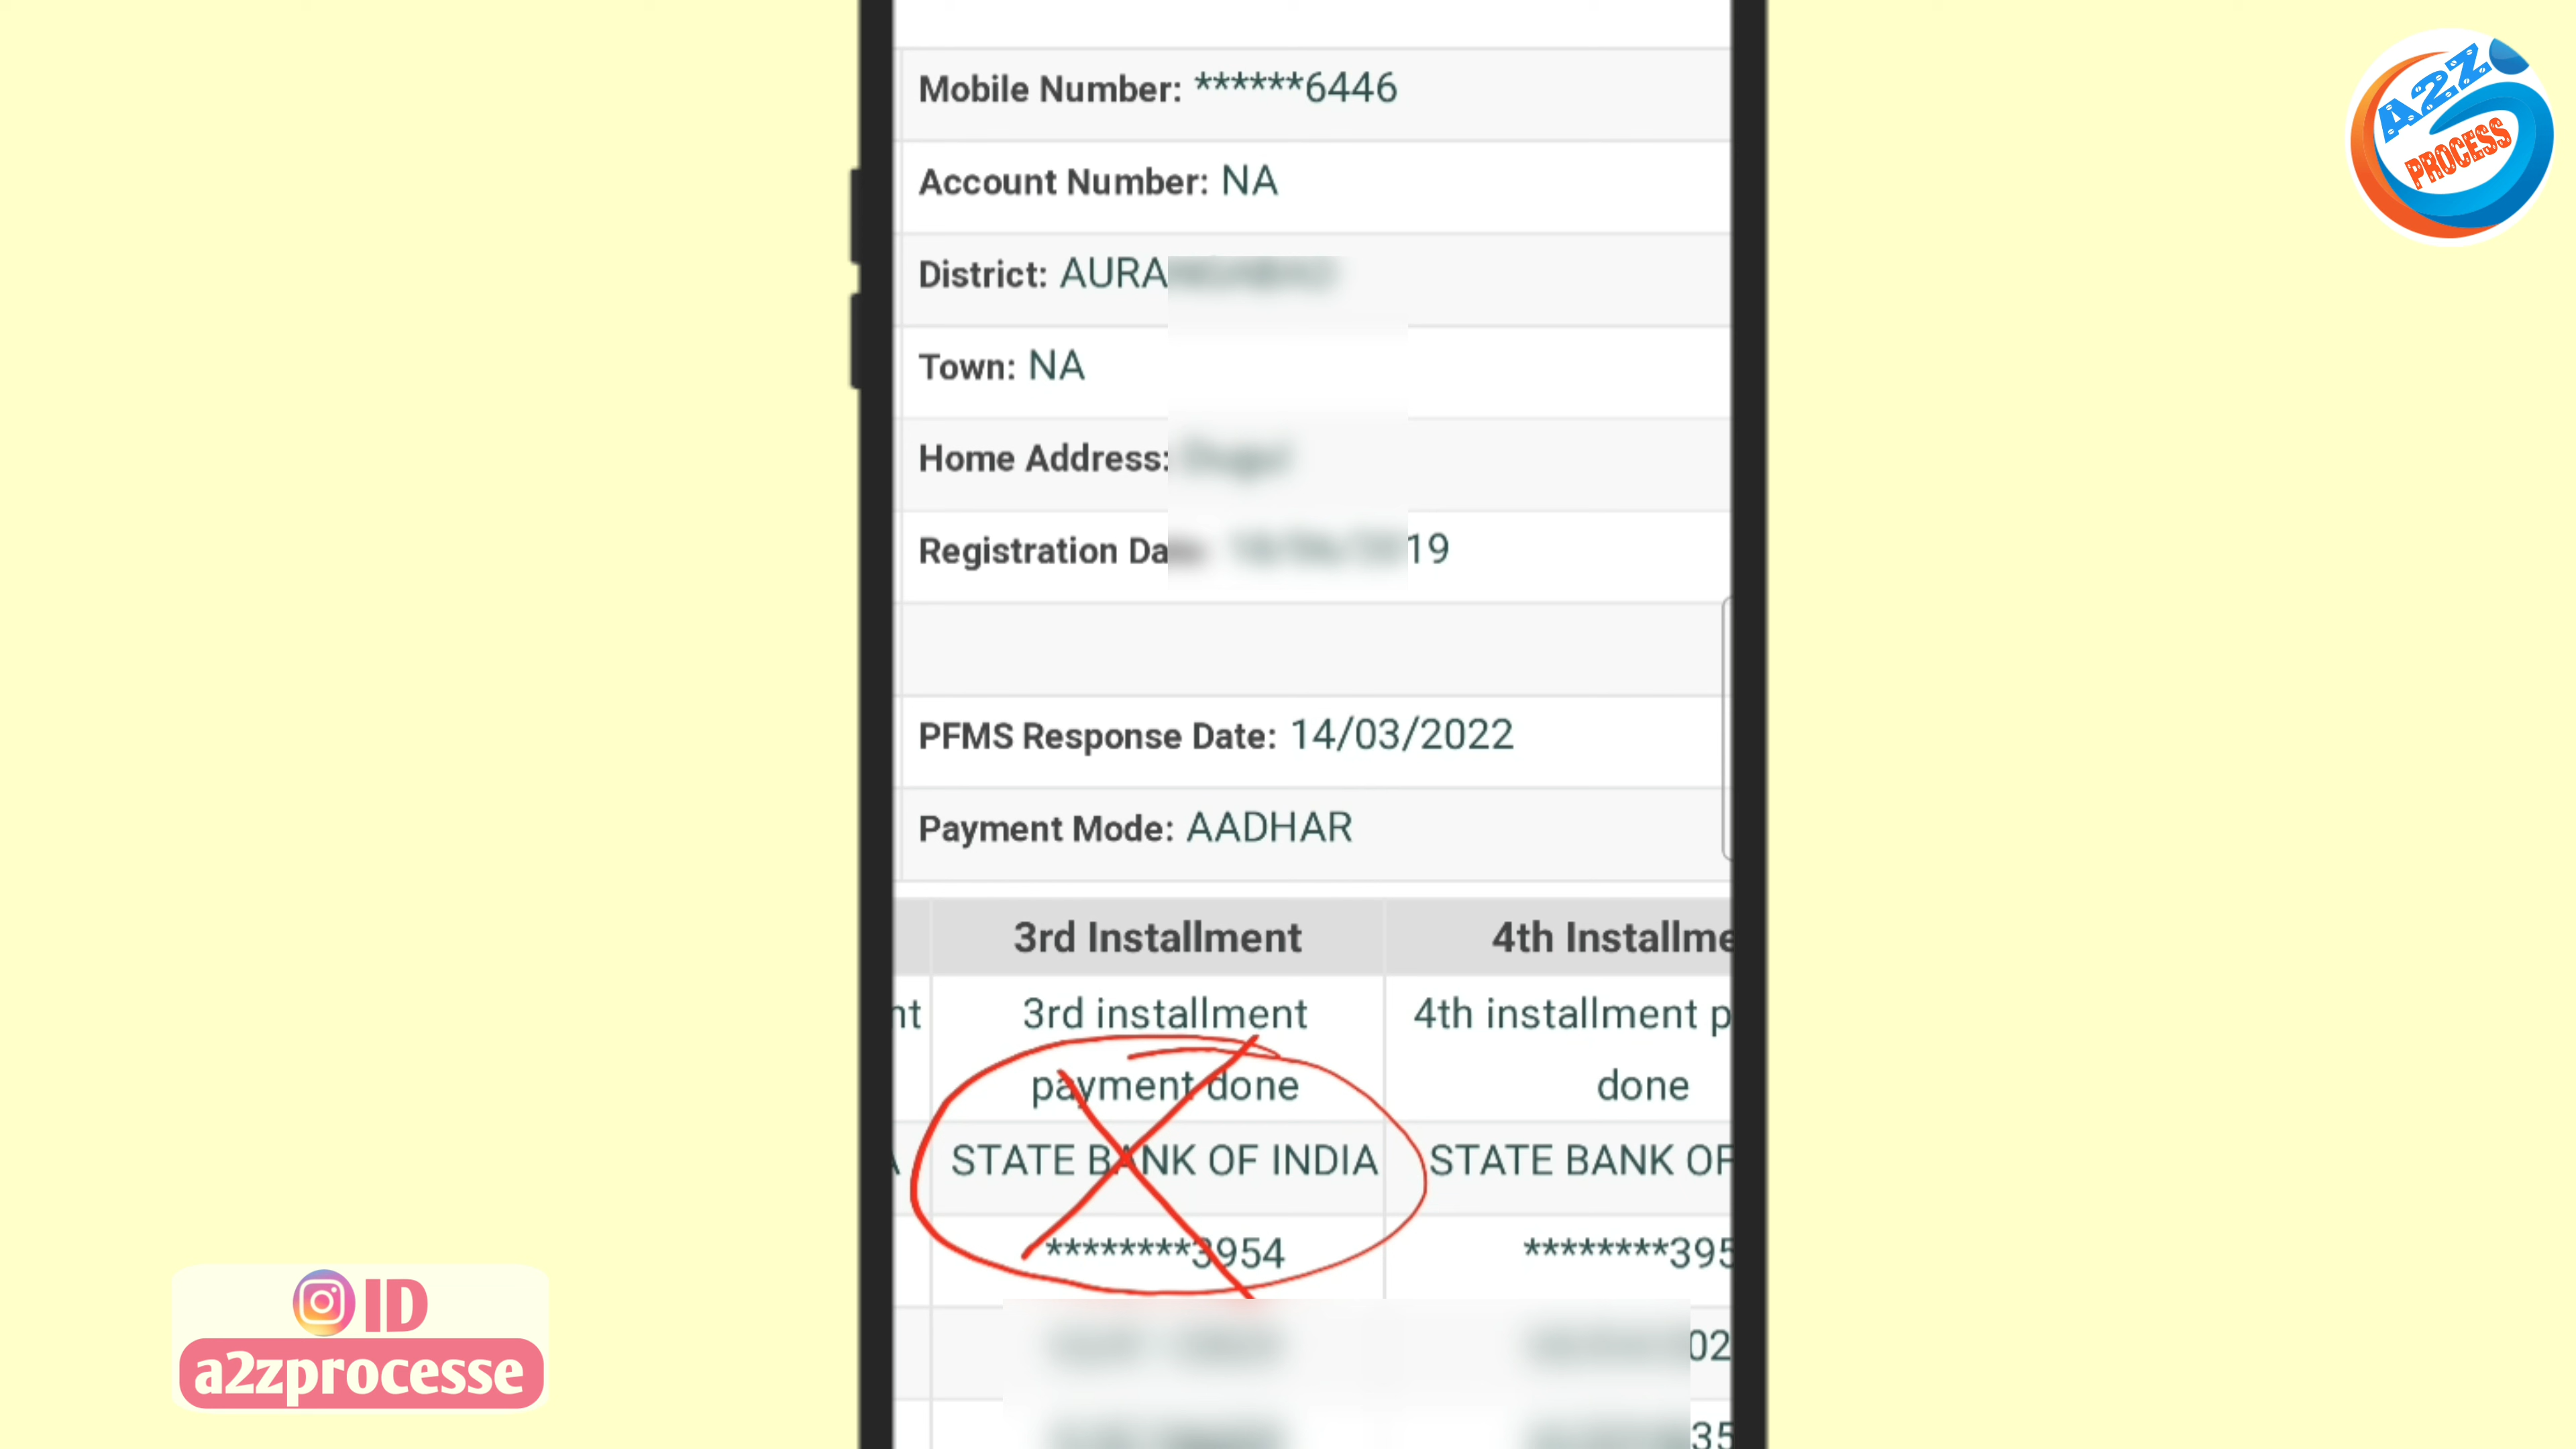 A2Z
PROCESS
Mobile Number: ******6446
Account Number: NA
District: AURA
Town: NA
Home Address:
Registration Da 19
PFMS Response Date: 14/03/2022
Payment Mode: AADHAR
3rd Installment 4th Installme
nt 3rd installment 4th installment p
payment done done
A STATE BANK OF INDIA STATE BANK OF
********3954 ********395
02
35
ID
a2zprocesse